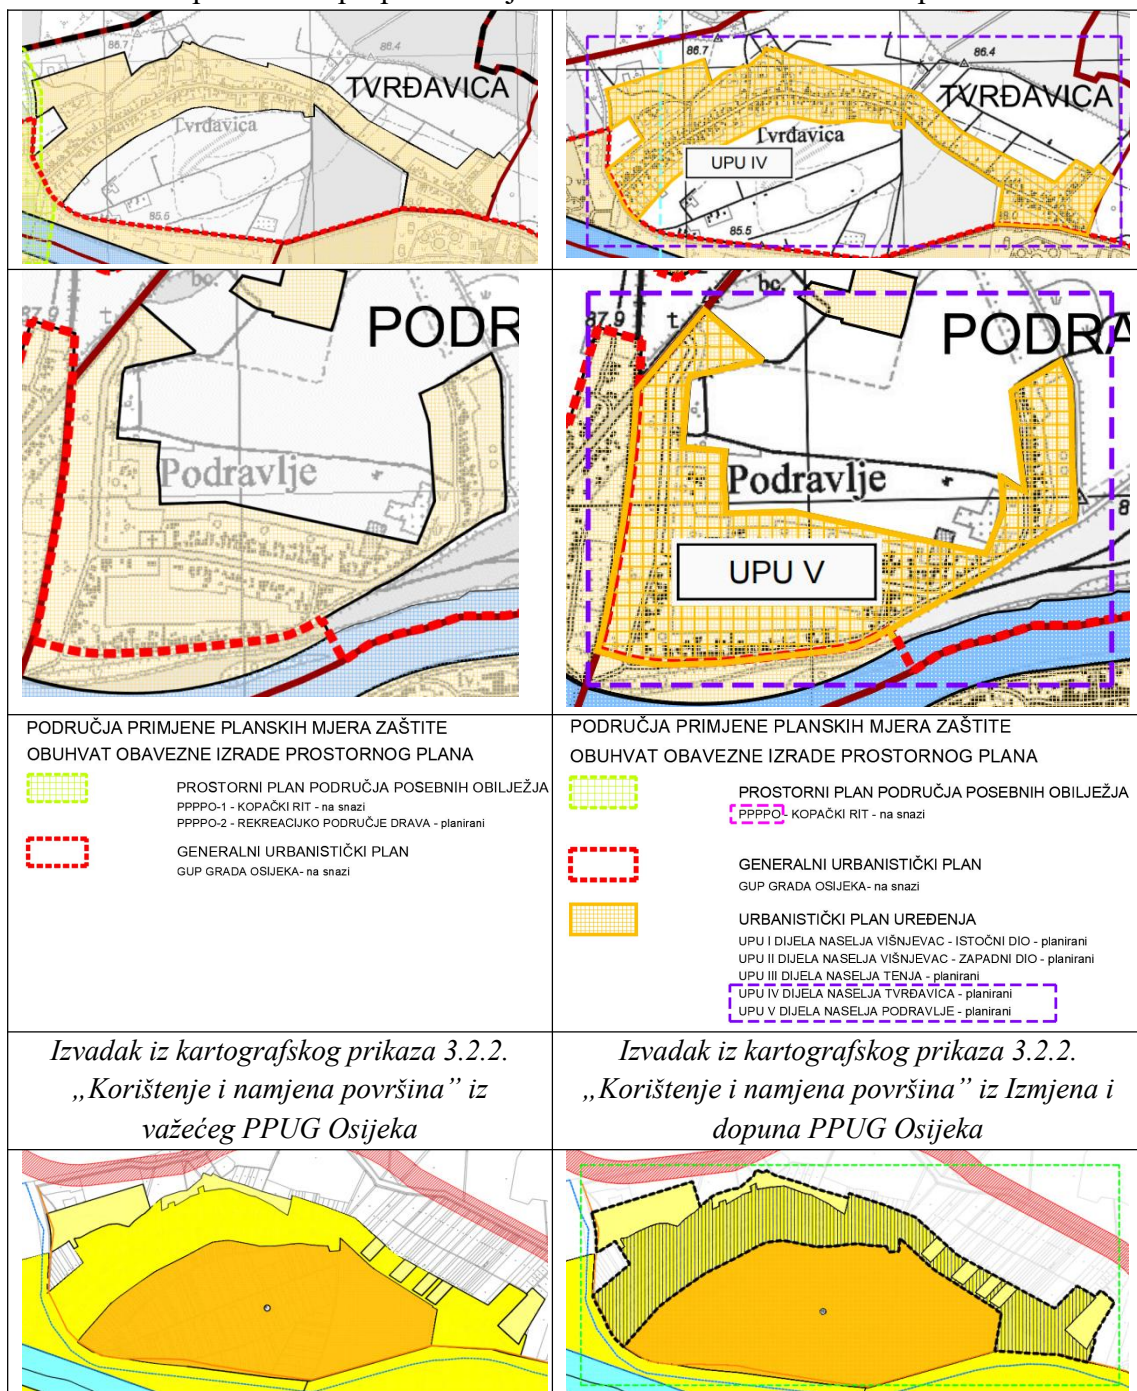 86.7
86.4
TVRĐAVICA
Tvrđavica
85.5
86.7
86.4
TVRĐAVICA
Tvrđavica
UPU IV
85.5
bc.
PODR
87.9
t.
Podravlje
bc.
PODRA
87.9
t.
Podravlje
UPU V
PODRUČJA PRIMJENE PLANSKIH MJERA ZAŠTITE
OBUHVAT OBAVEZNE IZRADE PROSTORNOG PLANA
PROSTORNI PLAN PODRUČJA POSEBNIH OBILJEŽJA
PPPPO-1 - KOPAČKI RIT - na snazi
PPPPO-2 - REKREACIJKO PODRUČJE DRAVA - planirani
GENERALNI URBANISTIČKI PLAN
GUP GRADA OSIJEKA- na snazi
PODRUČJA PRIMJENE PLANSKIH MJERA ZAŠTITE
OBUHVAT OBAVEZNE IZRADE PROSTORNOG PLANA
PROSTORNI PLAN PODRUČJA POSEBNIH OBILJEŽJA
PPPPO - KOPAČKI RIT - na snazi
GENERALNI URBANISTIČKI PLAN
GUP GRADA OSIJEKA- na snazi
URBANISTIČKI PLAN UREĐENJA
UPU I DIJELA NASELJA VIŠNJEVAC - ISTOČNI DIO - planirani
UPU II DIJELA NASELJA VIŠNJEVAC - ZAPADNI DIO - planirani
UPU III DIJELA NASELJA TENJA - planirani
UPU IV DIJELA NASELJA TVRĐAVICA - planirani
UPU V DIJELA NASELJA PODRAVLJE - planirani
Izvadak iz kartografskog prikaza 3.2.2.
„Korištenje i namjena površina” iz
važećeg PPUG Osijeka
Izvadak iz kartografskog prikaza 3.2.2.
„Korištenje i namjena površina” iz Izmjena i
dopuna PPUG Osijeka